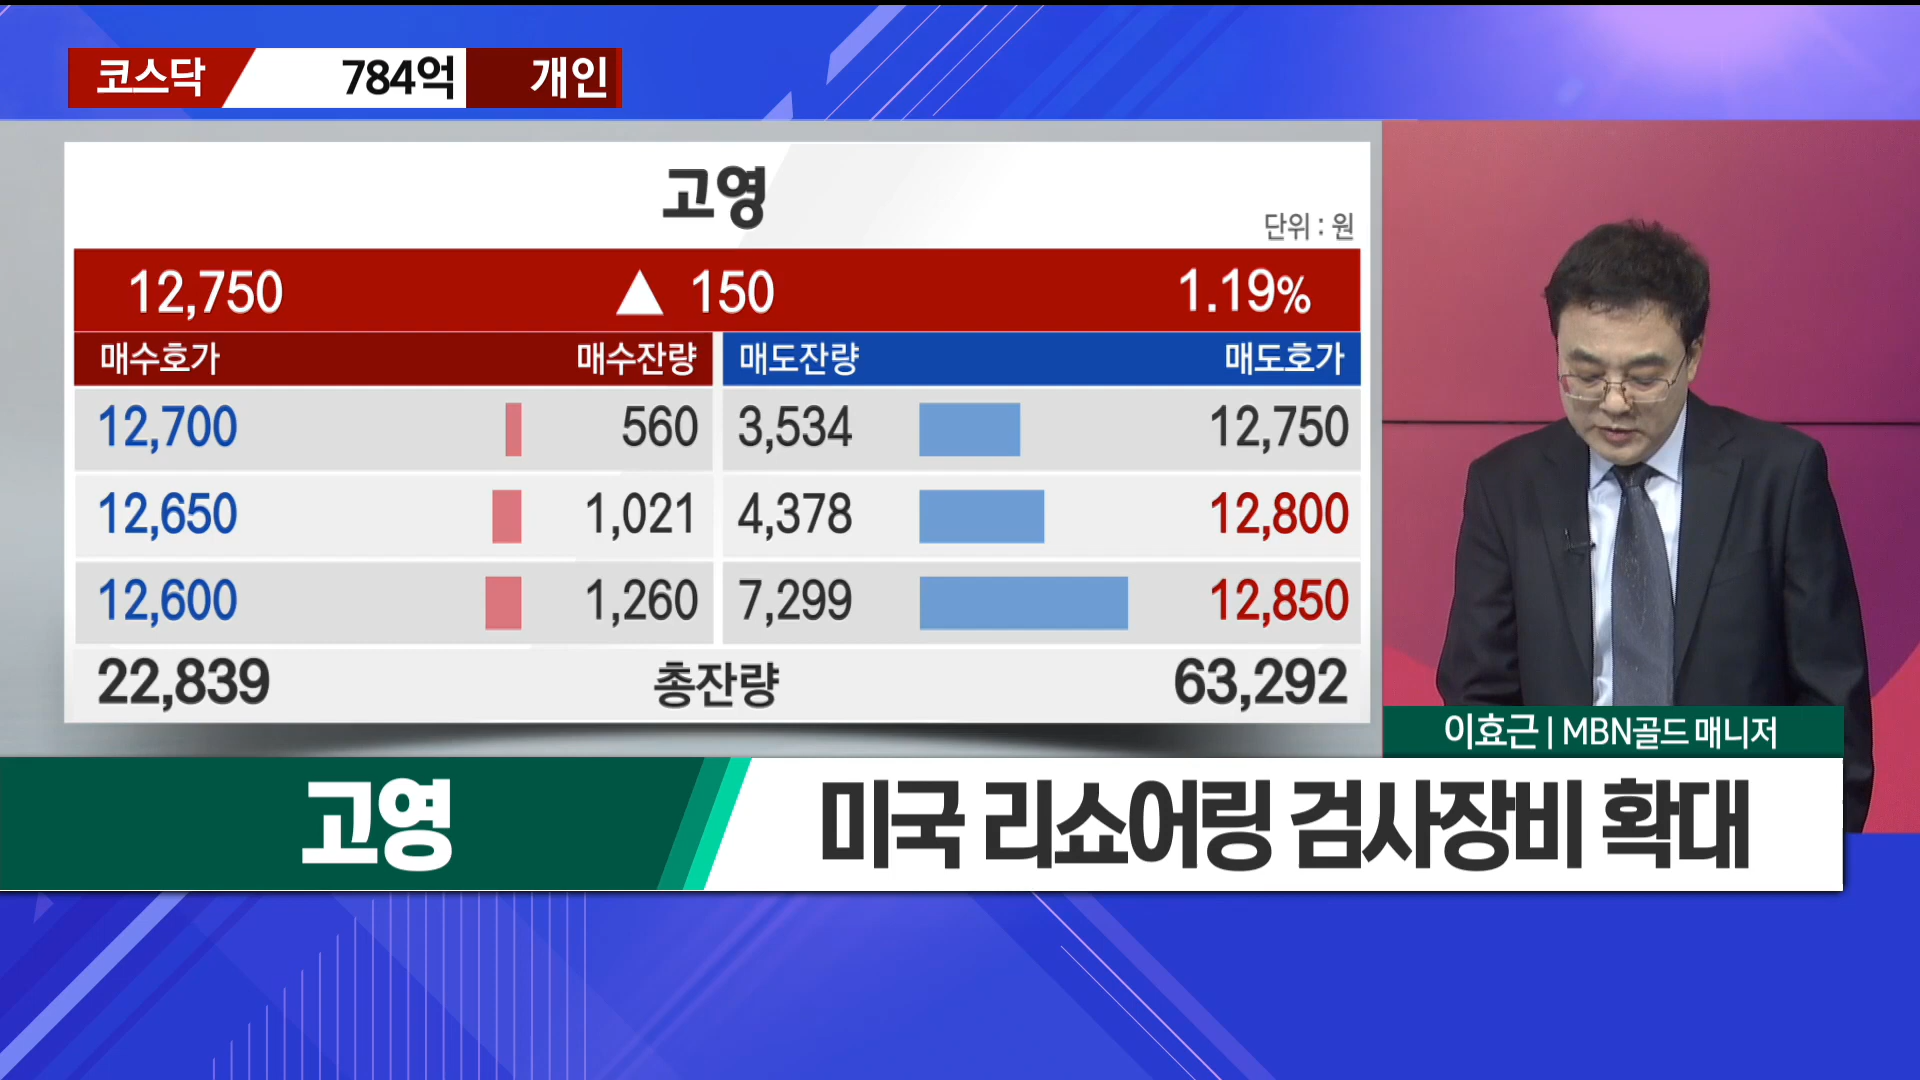 코스닥 784억 개인
고영
단위 : 원
12,750 ▲ 150 1.19%
매수호가 매수잔량 매도잔량 매도호가
12,700 560 3,534 12,750
12,650 1,021 4,378 12,800
12,600 1,260 7,299 12,850
22,839 총잔량 63,292
이효근 | MBN골드 매니저
고영 미국 리쇼어링 검사장비 확대